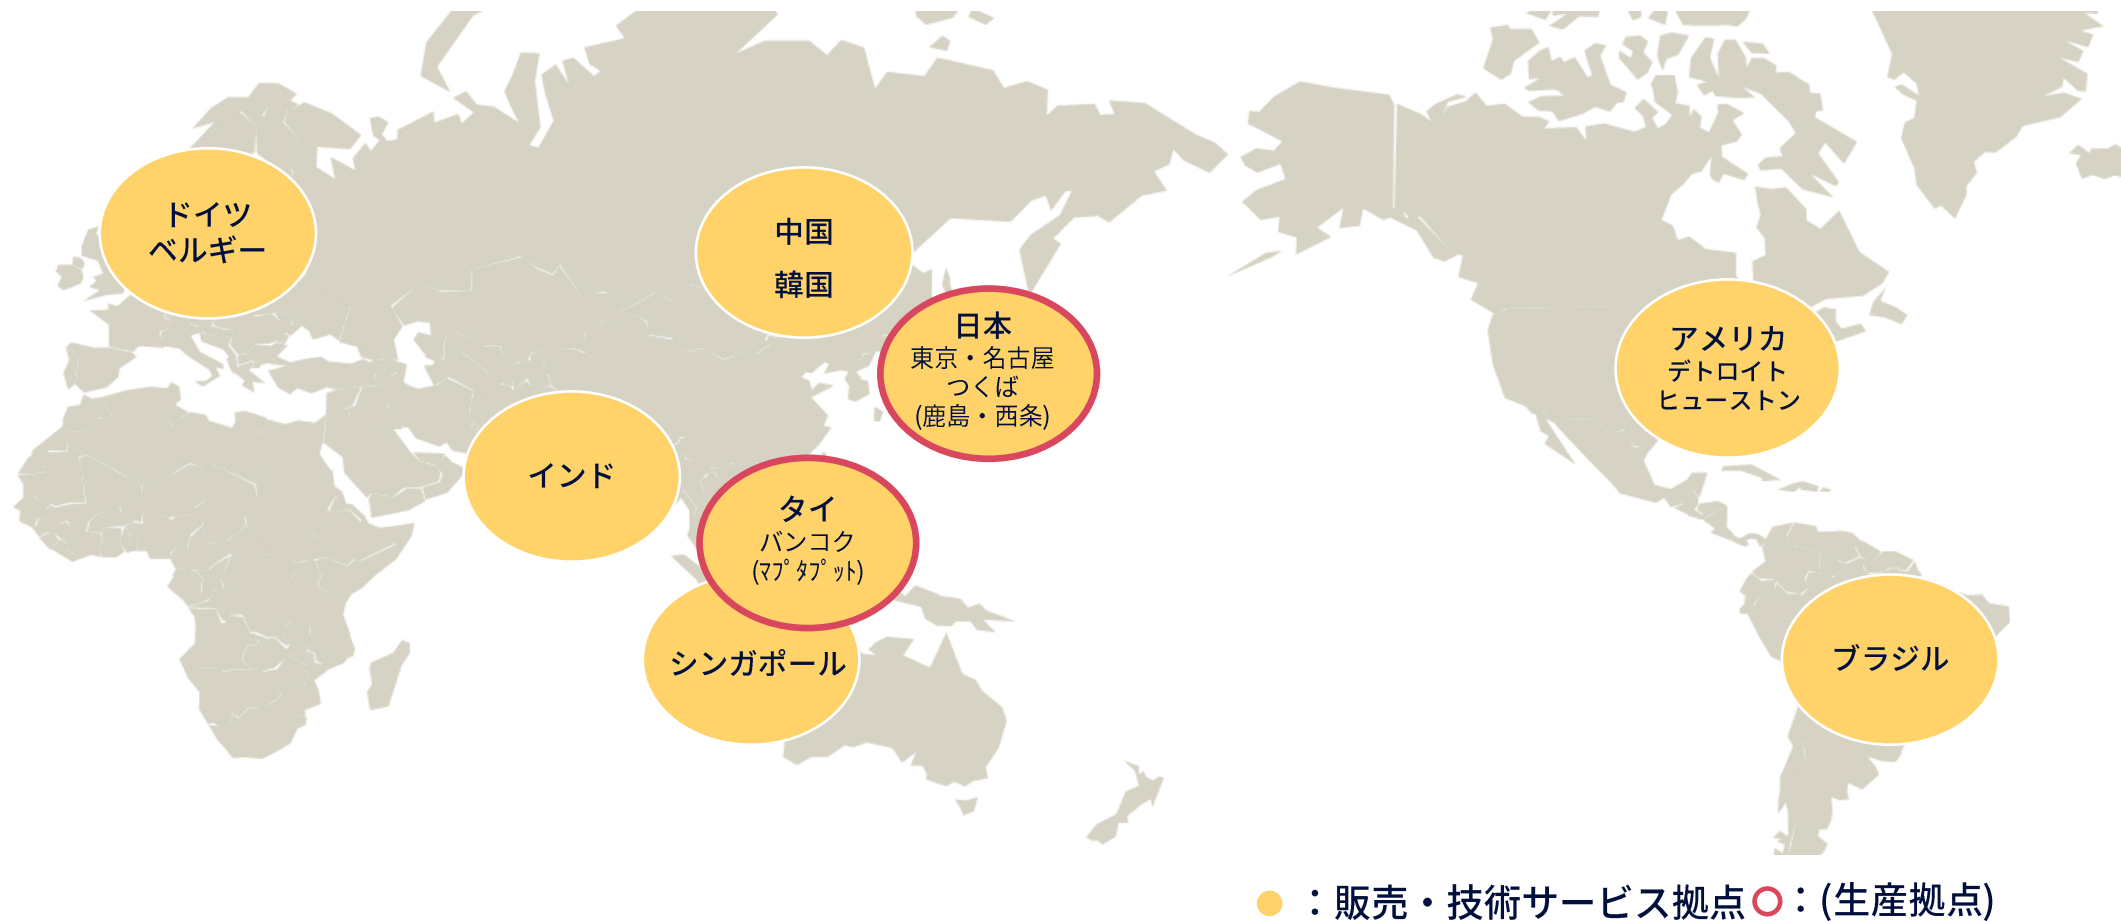 ドイツ
ベルギー
中国
韓国
日本
東京・名古屋
つくば
(鹿島・西条)
アメリカ
デトロイト
ヒューストン
インド
タイ
バンコク
(ﾏﾌﾟﾀﾌﾟｯﾄ)
シンガポール
ブラジル
：販売・技術サービス拠点 ：(生産拠点)